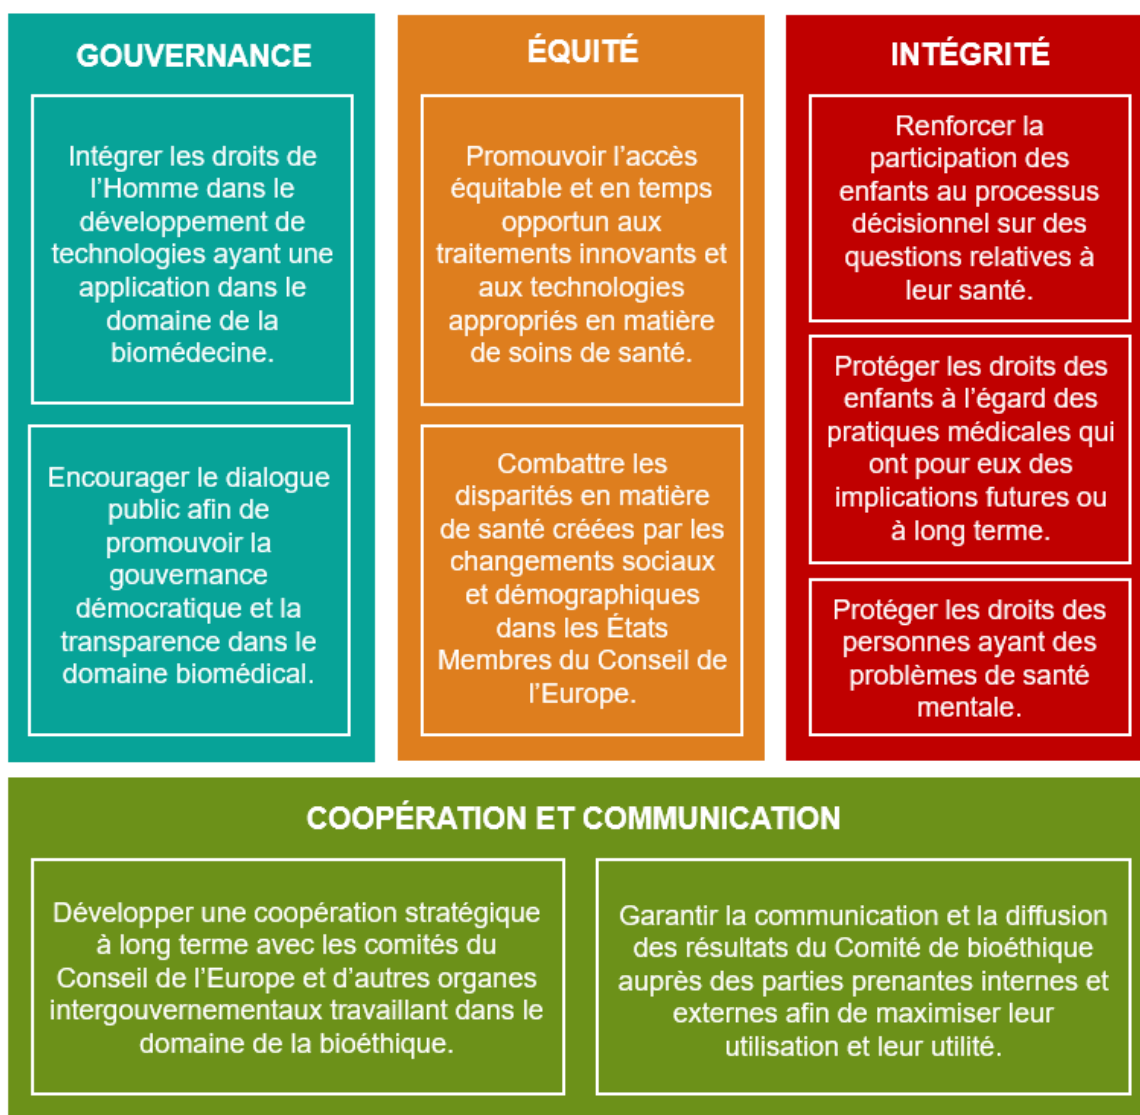 GOUVERNANCE
Intégrer les droits de
l'Homme dans le
développement de
technologies ayant une
application dans le
domaine de la
biomédecine.
Encourager le dialogue
public afin de
promouvoir la
gouvernance
démocratique et la
transparence dans le
domaine biomédical.
ÉQUITÉ
Promouvoir l'accès
équitable et en temps
opportun aux
traitements innovants et
aux technologies
appropriés en matière
de soins de santé.
Combattre les
disparités en matière
de santé créées par les
changements sociaux
et démographiques
dans les États
Membres du Conseil de
l'Europe.
INTÉGRITÉ
Renforcer la
participation des
enfants au processus
décisionnel sur des
questions relatives à
leur santé.
Protéger les droits des
enfants à l'égard des
pratiques médicales qui
ont pour eux des
implications futures ou
à long terme.
Protéger les droits des
personnes ayant des
problèmes de santé
mentale.
COOPÉRATION ET COMMUNICATION
Développer une coopération stratégique
à long terme avec les comités du
Conseil de l'Europe et d'autres organes
intergouvernementaux travaillant dans le
domaine de la bioéthique.
Garantir la communication et la diffusion
des résultats du Comité de bioéthique
auprès des parties prenantes internes et
externes afin de maximiser leur
utilisation et leur utilité.